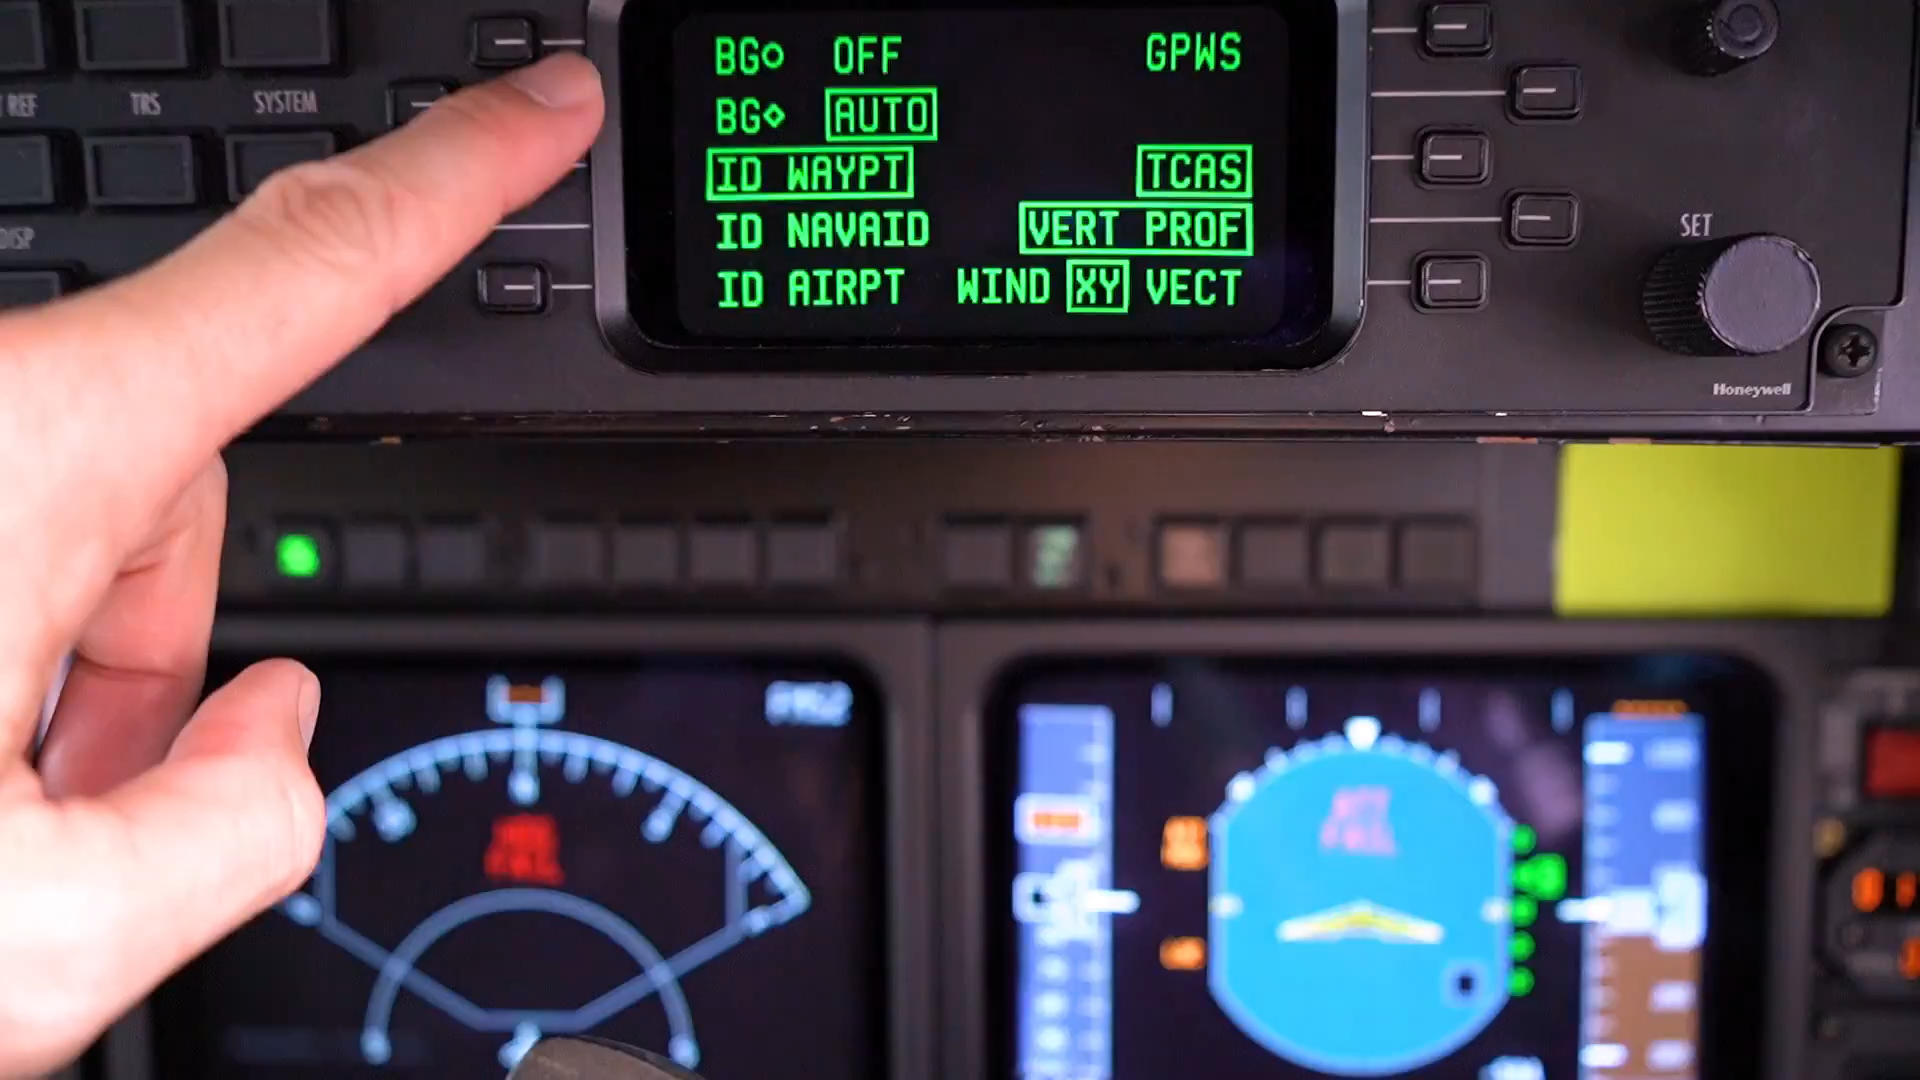 BG○ OFF GPWS
BG◇ AUTO
REF TRS SYSTEM
ID WAYPT TCAS
ID NAVAID VERT PROF
SET
DISP
ID AIRPT WIND XY VECT
Honeywell